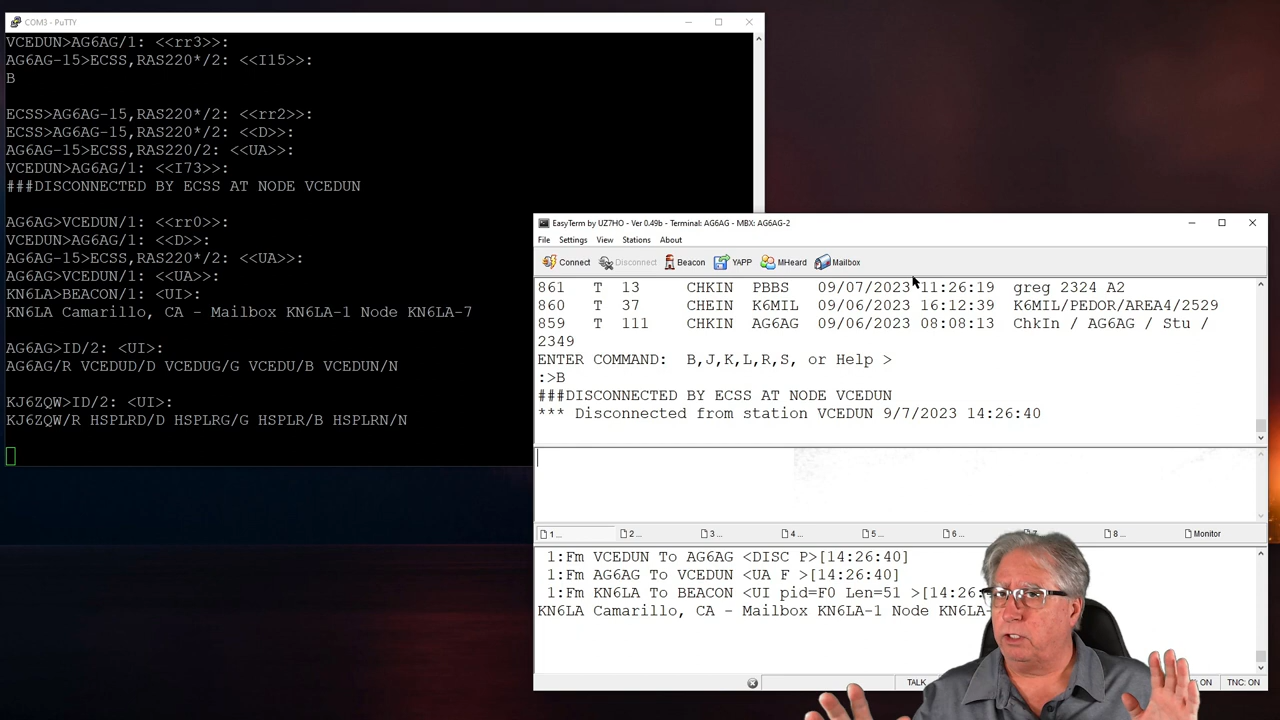 COM3 - PuTTY
VCEDUN>AG6AG/1: <<rr3>>:
AG6AG-15>ECSS,RAS220*/2: <<I15>>:
B
ECSS>AG6AG-15,RAS220*/2: <<rr2>>:
ECSS>AG6AG-15,RAS220*/2: <<D>>:
AG6AG-15>ECSS,RAS220/2: <<UA>>:
VCEDUN>AG6AG/1: <<I73>>:
###DISCONNECTED BY ECSS AT NODE VCEDUN
AG6AG>VCEDUN/1: <<rr0>>:
VCEDUN>AG6AG/1: <<D>>:
AG6AG-15>ECSS,RAS220*/2: <<UA>>:
AG6AG>VCEDUN/1: <<UA>>:
KN6LA>BEACON/1: <UI>:
KN6LA Camarillo, CA - Mailbox KN6LA-1 Node KN6LA-7
AG6AG>ID/2: <UI>:
AG6AG/R VCEDUD/D VCEDUG/G VCEDU/B VCEDUN/N
KJ6ZQW>ID/2: <UI>:
KJ6ZQW/R HSPLRD/D HSPLRG/G HSPLR/B HSPLRN/N
EasyTerm by UZ7HO - Ver 0.49b - Terminal: AG6AG - MBX: AG6AG-2
File Settings View Stations About
Connect Disconnect Beacon YAPP MHeard Mailbox
861 T 13 CHKIN PBBS 09/07/2023 11:26:19 greg 2324 A2
860 T 37 CHEIN K6MIL 09/06/2023 16:12:39 K6MIL/PEDOR/AREA4/2529
859 T 111 CHKIN AG6AG 09/06/2023 08:08:13 ChkIn / AG6AG / Stu /
2349
ENTER COMMAND: B,J,K,L,R,S, or Help >
:>B
###DISCONNECTED BY ECSS AT NODE VCEDUN
*** Disconnected from station VCEDUN 9/7/2023 14:26:40
1... 2... 3... 4... 5... 6... 7... 8... Monitor
1:Fm VCEDUN To AG6AG <DISC P>[14:26:40]
1:Fm AG6AG To VCEDUN <UA F >[14:26:40]
1:Fm KN6LA To BEACON <UI pid=F0 Len=51 >[14:26:
KN6LA Camarillo, CA - Mailbox KN6LA-1 Node KN6LA-
TALK ON TNC: ON